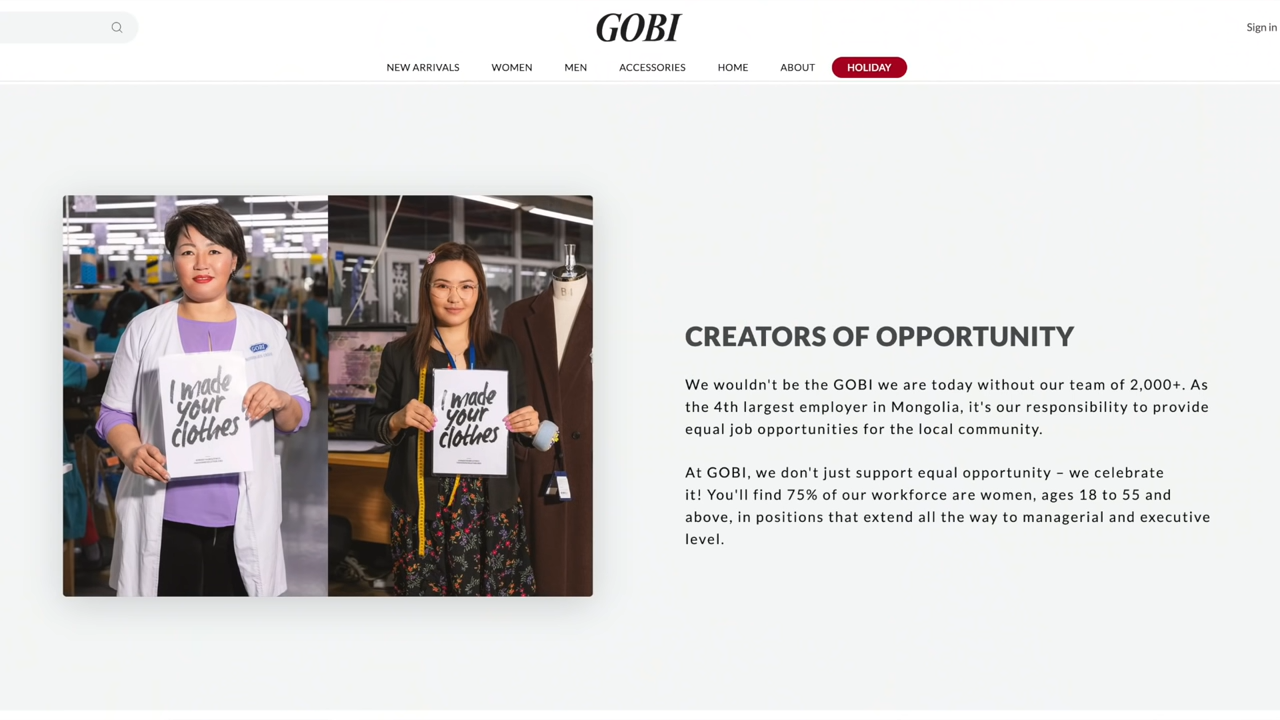 GOBI
Sign in
NEW ARRIVALS WOMEN MEN ACCESSORIES HOME ABOUT HOLIDAY
GOBI
I made
your
clothes
I made
your
clothes
BI
CREATORS OF OPPORTUNITY
We wouldn't be the GOBI we are today without our team of 2,000+. As
the 4th largest employer in Mongolia, it's our responsibility to provide
equal job opportunities for the local community.
At GOBI, we don't just support equal opportunity – we celebrate
it! You'll find 75% of our workforce are women, ages 18 to 55 and
above, in positions that extend all the way to managerial and executive
level.